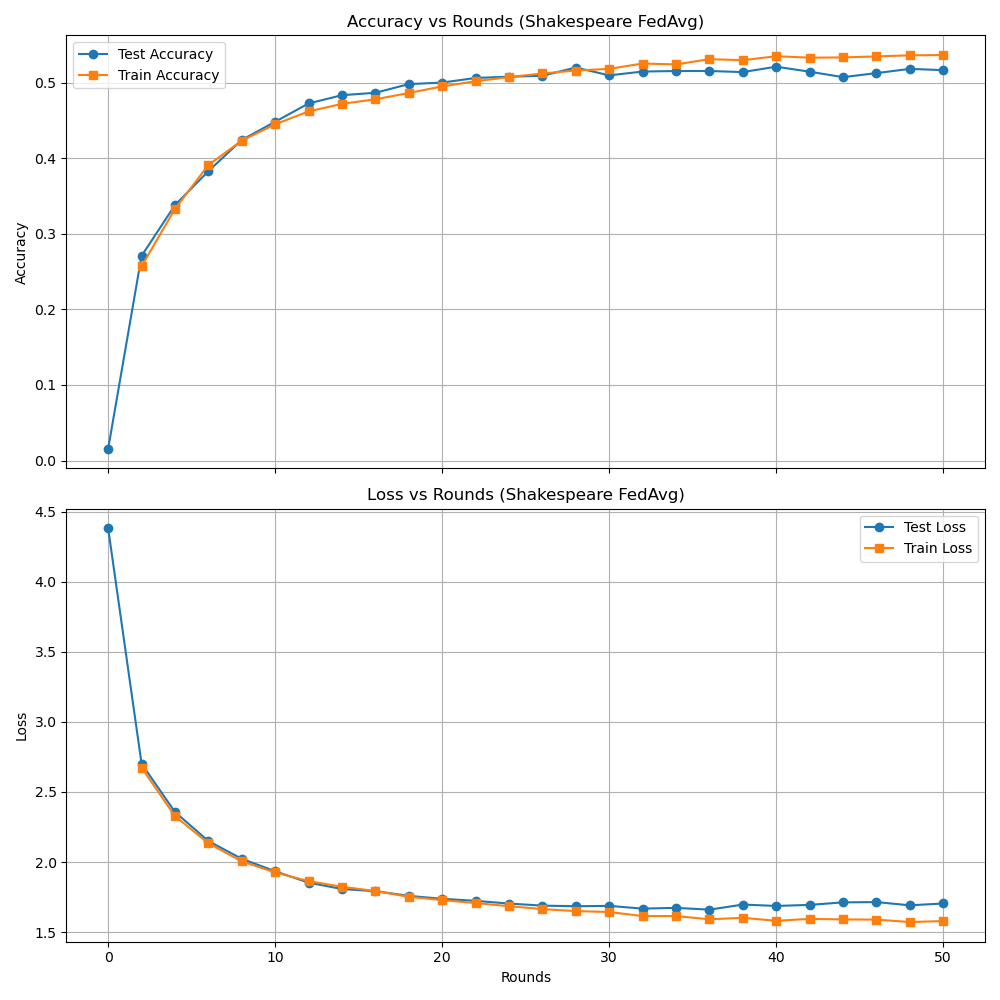 Accuracy vs Rounds (Shakespeare FedAvg)
Test Accuracy
Train Accuracy
0.5
0.4
0.3
0.2
0.1
0.0
Accuracy
Loss vs Rounds (Shakespeare FedAvg)
Test Loss
Train Loss
4.5
4.0
3.5
3.0
2.5
2.0
1.5
Loss
0 10 20 30 40 50
Rounds